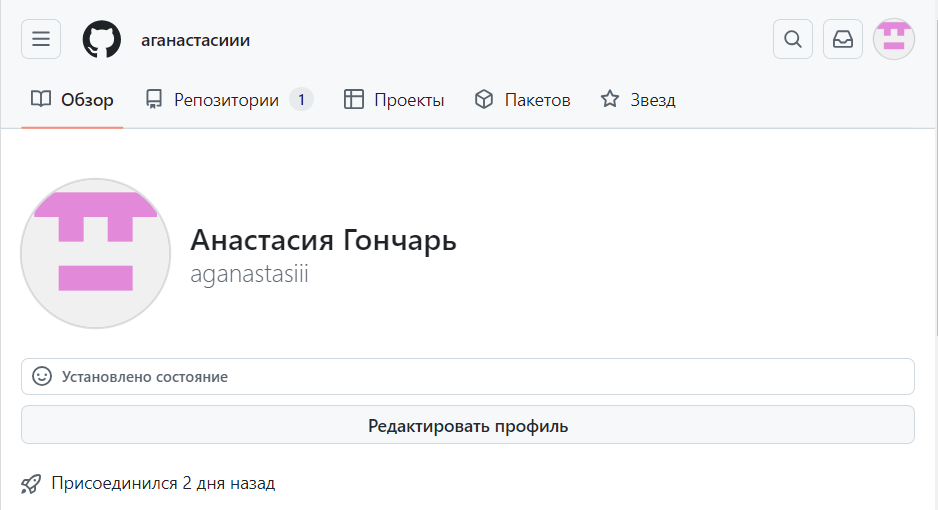 аганастасиии
Обзор Репозитории 1 Проекты Пакетов Звезд
Анастасия Гончарь
aganastasiii
Установлено состояние
Редактировать профиль
Присоединился 2 дня назад